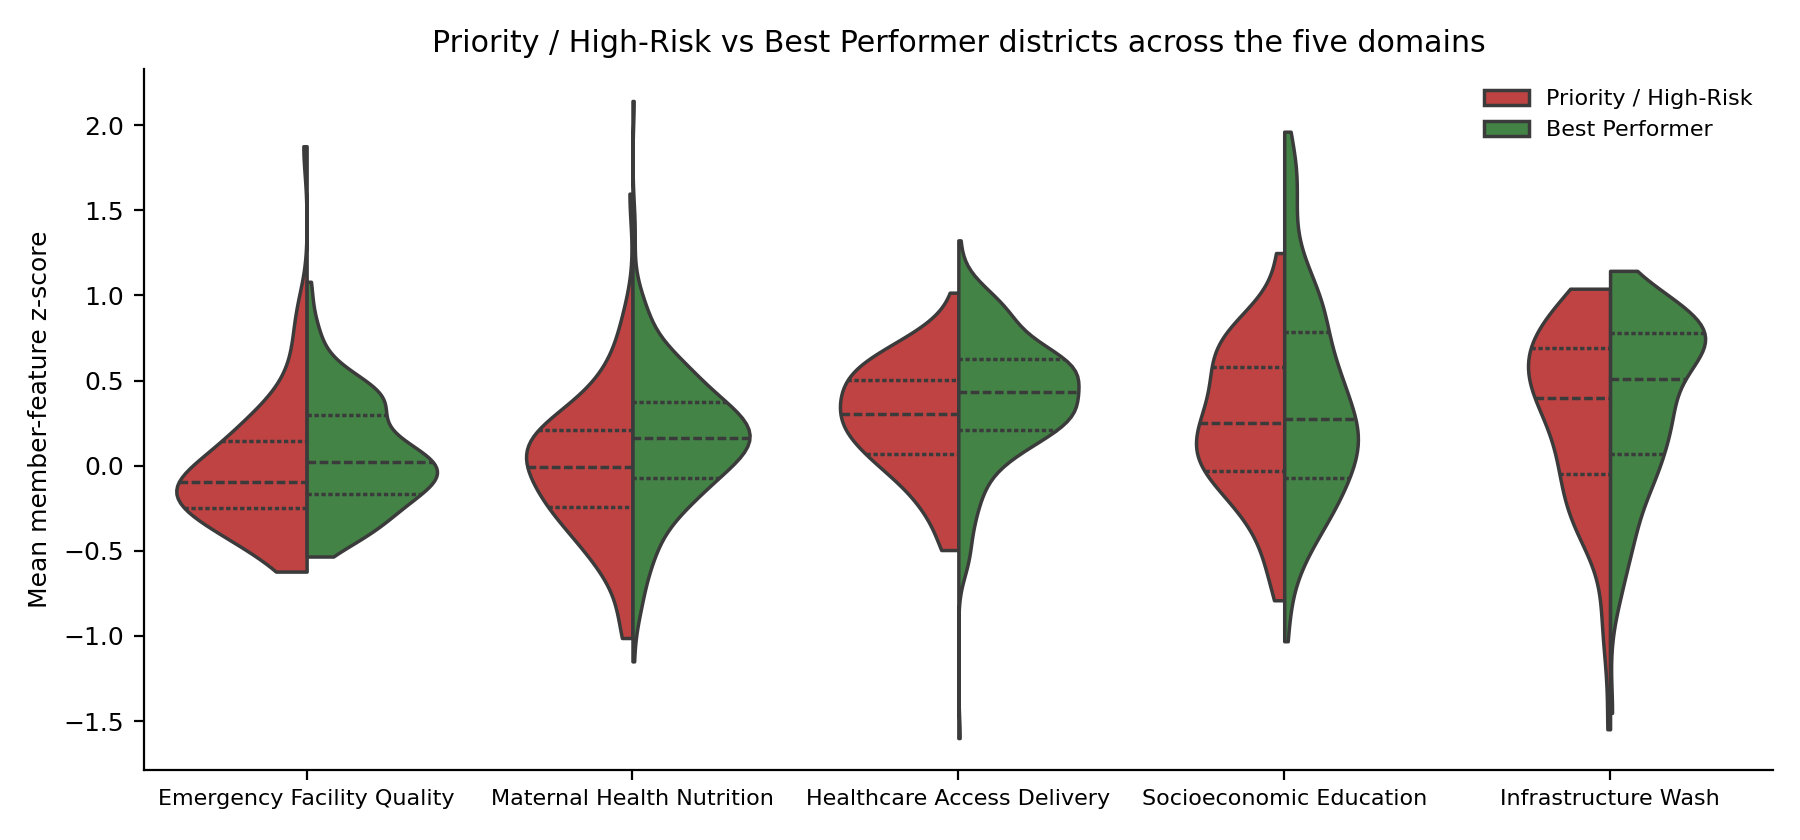 Priority / High-Risk vs Best Performer districts across the five domains
Priority / High-Risk
Best Performer
Mean member-feature z-score
2.0
1.5
1.0
0.5
0.0
−0.5
−1.0
−1.5
Emergency Facility Quality
Maternal Health Nutrition
Healthcare Access Delivery
Socioeconomic Education
Infrastructure Wash